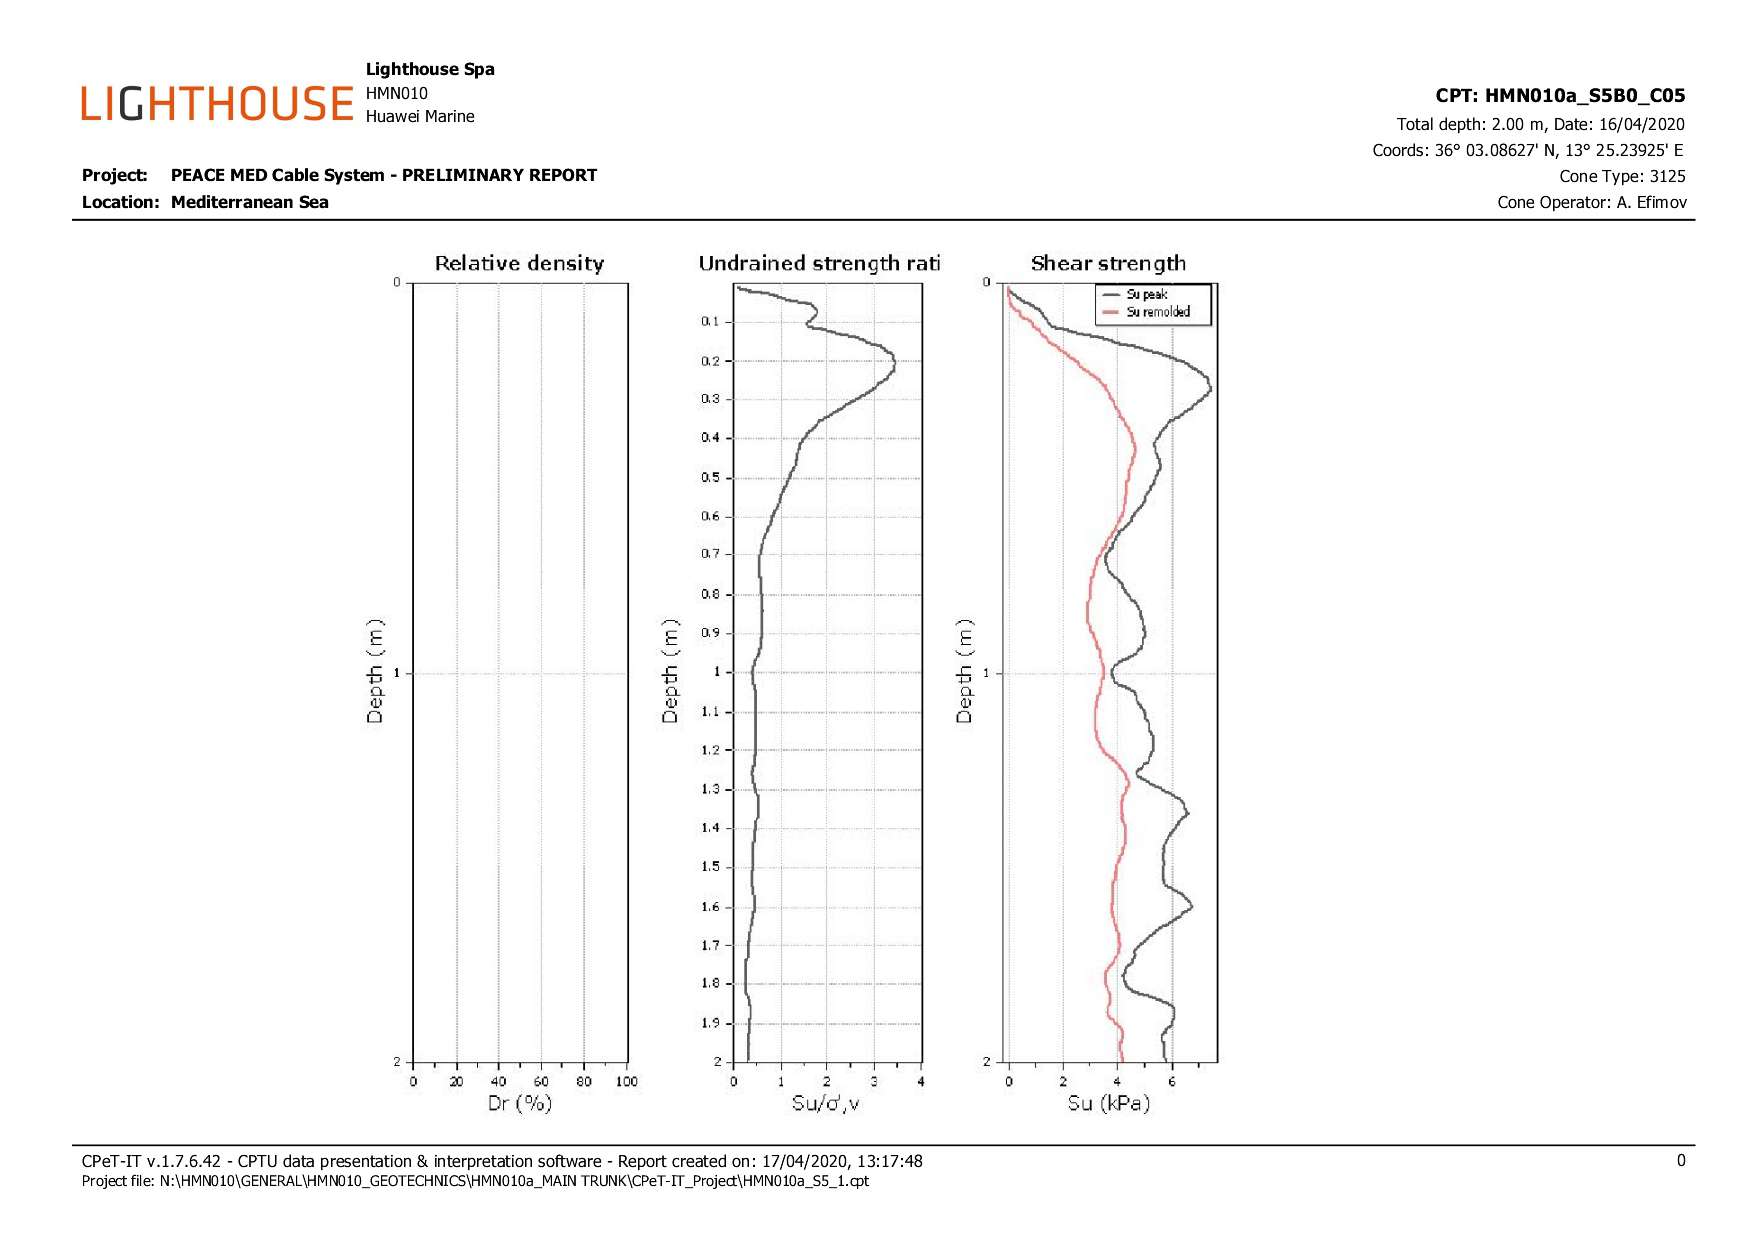 LIGHTHOUSE
Lighthouse Spa
HMN010
Huawei Marine
Project: PEACE MED Cable System - PRELIMINARY REPORT
Location: Mediterranean Sea
CPT: HMN010a_S5B0_C05
Total depth: 2.00 m, Date: 16/04/2020
Coords: 36° 03.08627' N, 13° 25.23925' E
Cone Type: 3125
Cone Operator: A. Efimov
Relative density
0
1
2
Depth (m)
0 20 40 60 80 100
Dr (%)
Undrained strength rati
0.1
0.2
0.3
0.4
0.5
0.6
0.7
0.8
0.9
1
1.1
1.2
1.3
1.4
1.5
1.6
1.7
1.8
1.9
2
Depth (m)
0 1 2 3 4
Su/σ',v
Shear strength
Su peak
Su remolded
0
1
2
Depth (m)
0 2 4 6
Su (kPa)
CPeT-IT v.1.7.6.42 - CPTU data presentation & interpretation software - Report created on: 17/04/2020, 13:17:48
0
Project file: N:\HMN010\GENERAL\HMN010_GEOTECHNICS\HMN010a_MAIN TRUNK\CPeT-IT_Project\HMN010a_S5_1.cpt